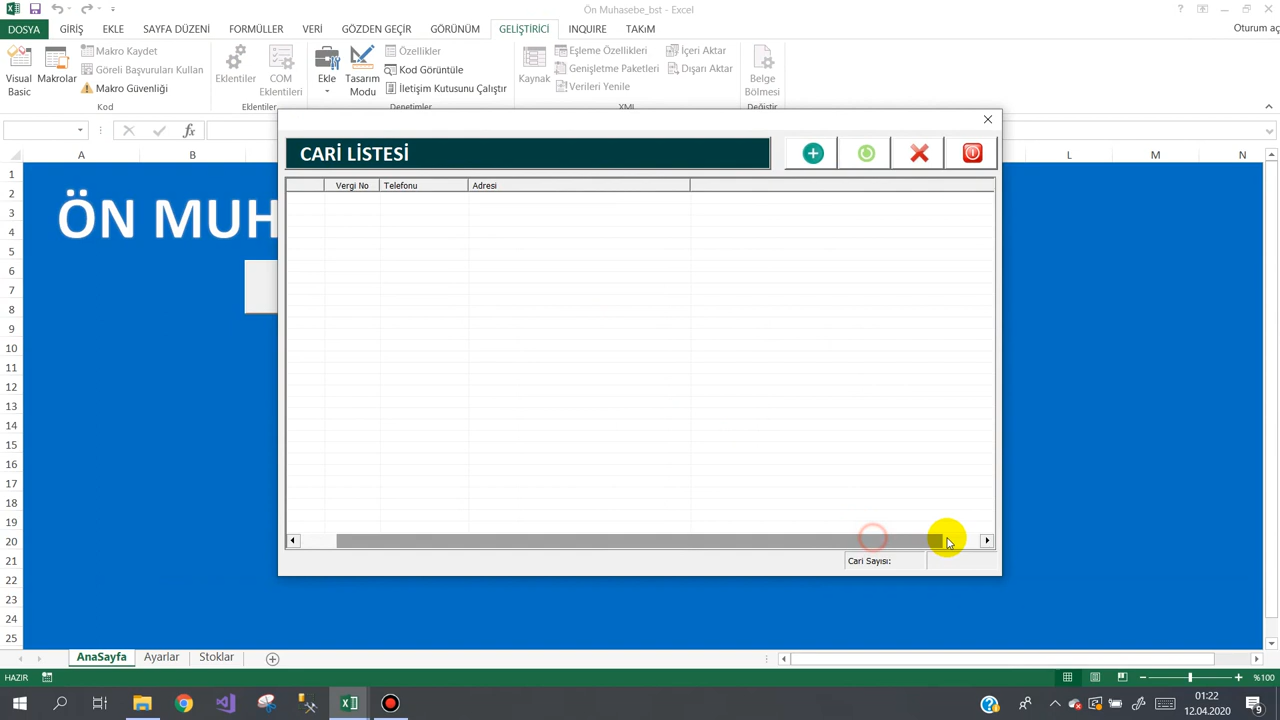 Ön Muhasebe_bst - Excel
DOSYA GİRİŞ EKLE SAYFA DÜZENİ FORMÜLLER VERİ GÖZDEN GEÇİR GÖRÜNÜM GELİŞTİRİCİ INQUIRE TAKıM Oturum aç
Visual Basic
Makrolar
Makro Kaydet
Göreli Başvuruları Kullan
Makro Güvenliği
Kod
Eklentiler
COM Eklentileri
Eklentiler
Ekle
Tasarım Modu
Özellikler
Kod Görüntüle
İletişim Kutusunu Çalıştır
Denetimler
Kaynak
Eşleme Özellikleri
Genişletme Paketleri
Verileri Yenile
İçeri Aktar
Dışarı Aktar
XML
Belge Bölmesi
Değiştir
fx
A B L M N
1
2
3
4
5
6
7
8
9
10
11
12
13
14
15
16
17
18
19
20
21
22
23
24
25
ÖN MUH
CARİ LİSTESİ
Vergi No Telefonu Adresi
Cari Sayısı:
AnaSayfa Ayarlar Stoklar
HAZIR %100
01:22
12.04.2020
9